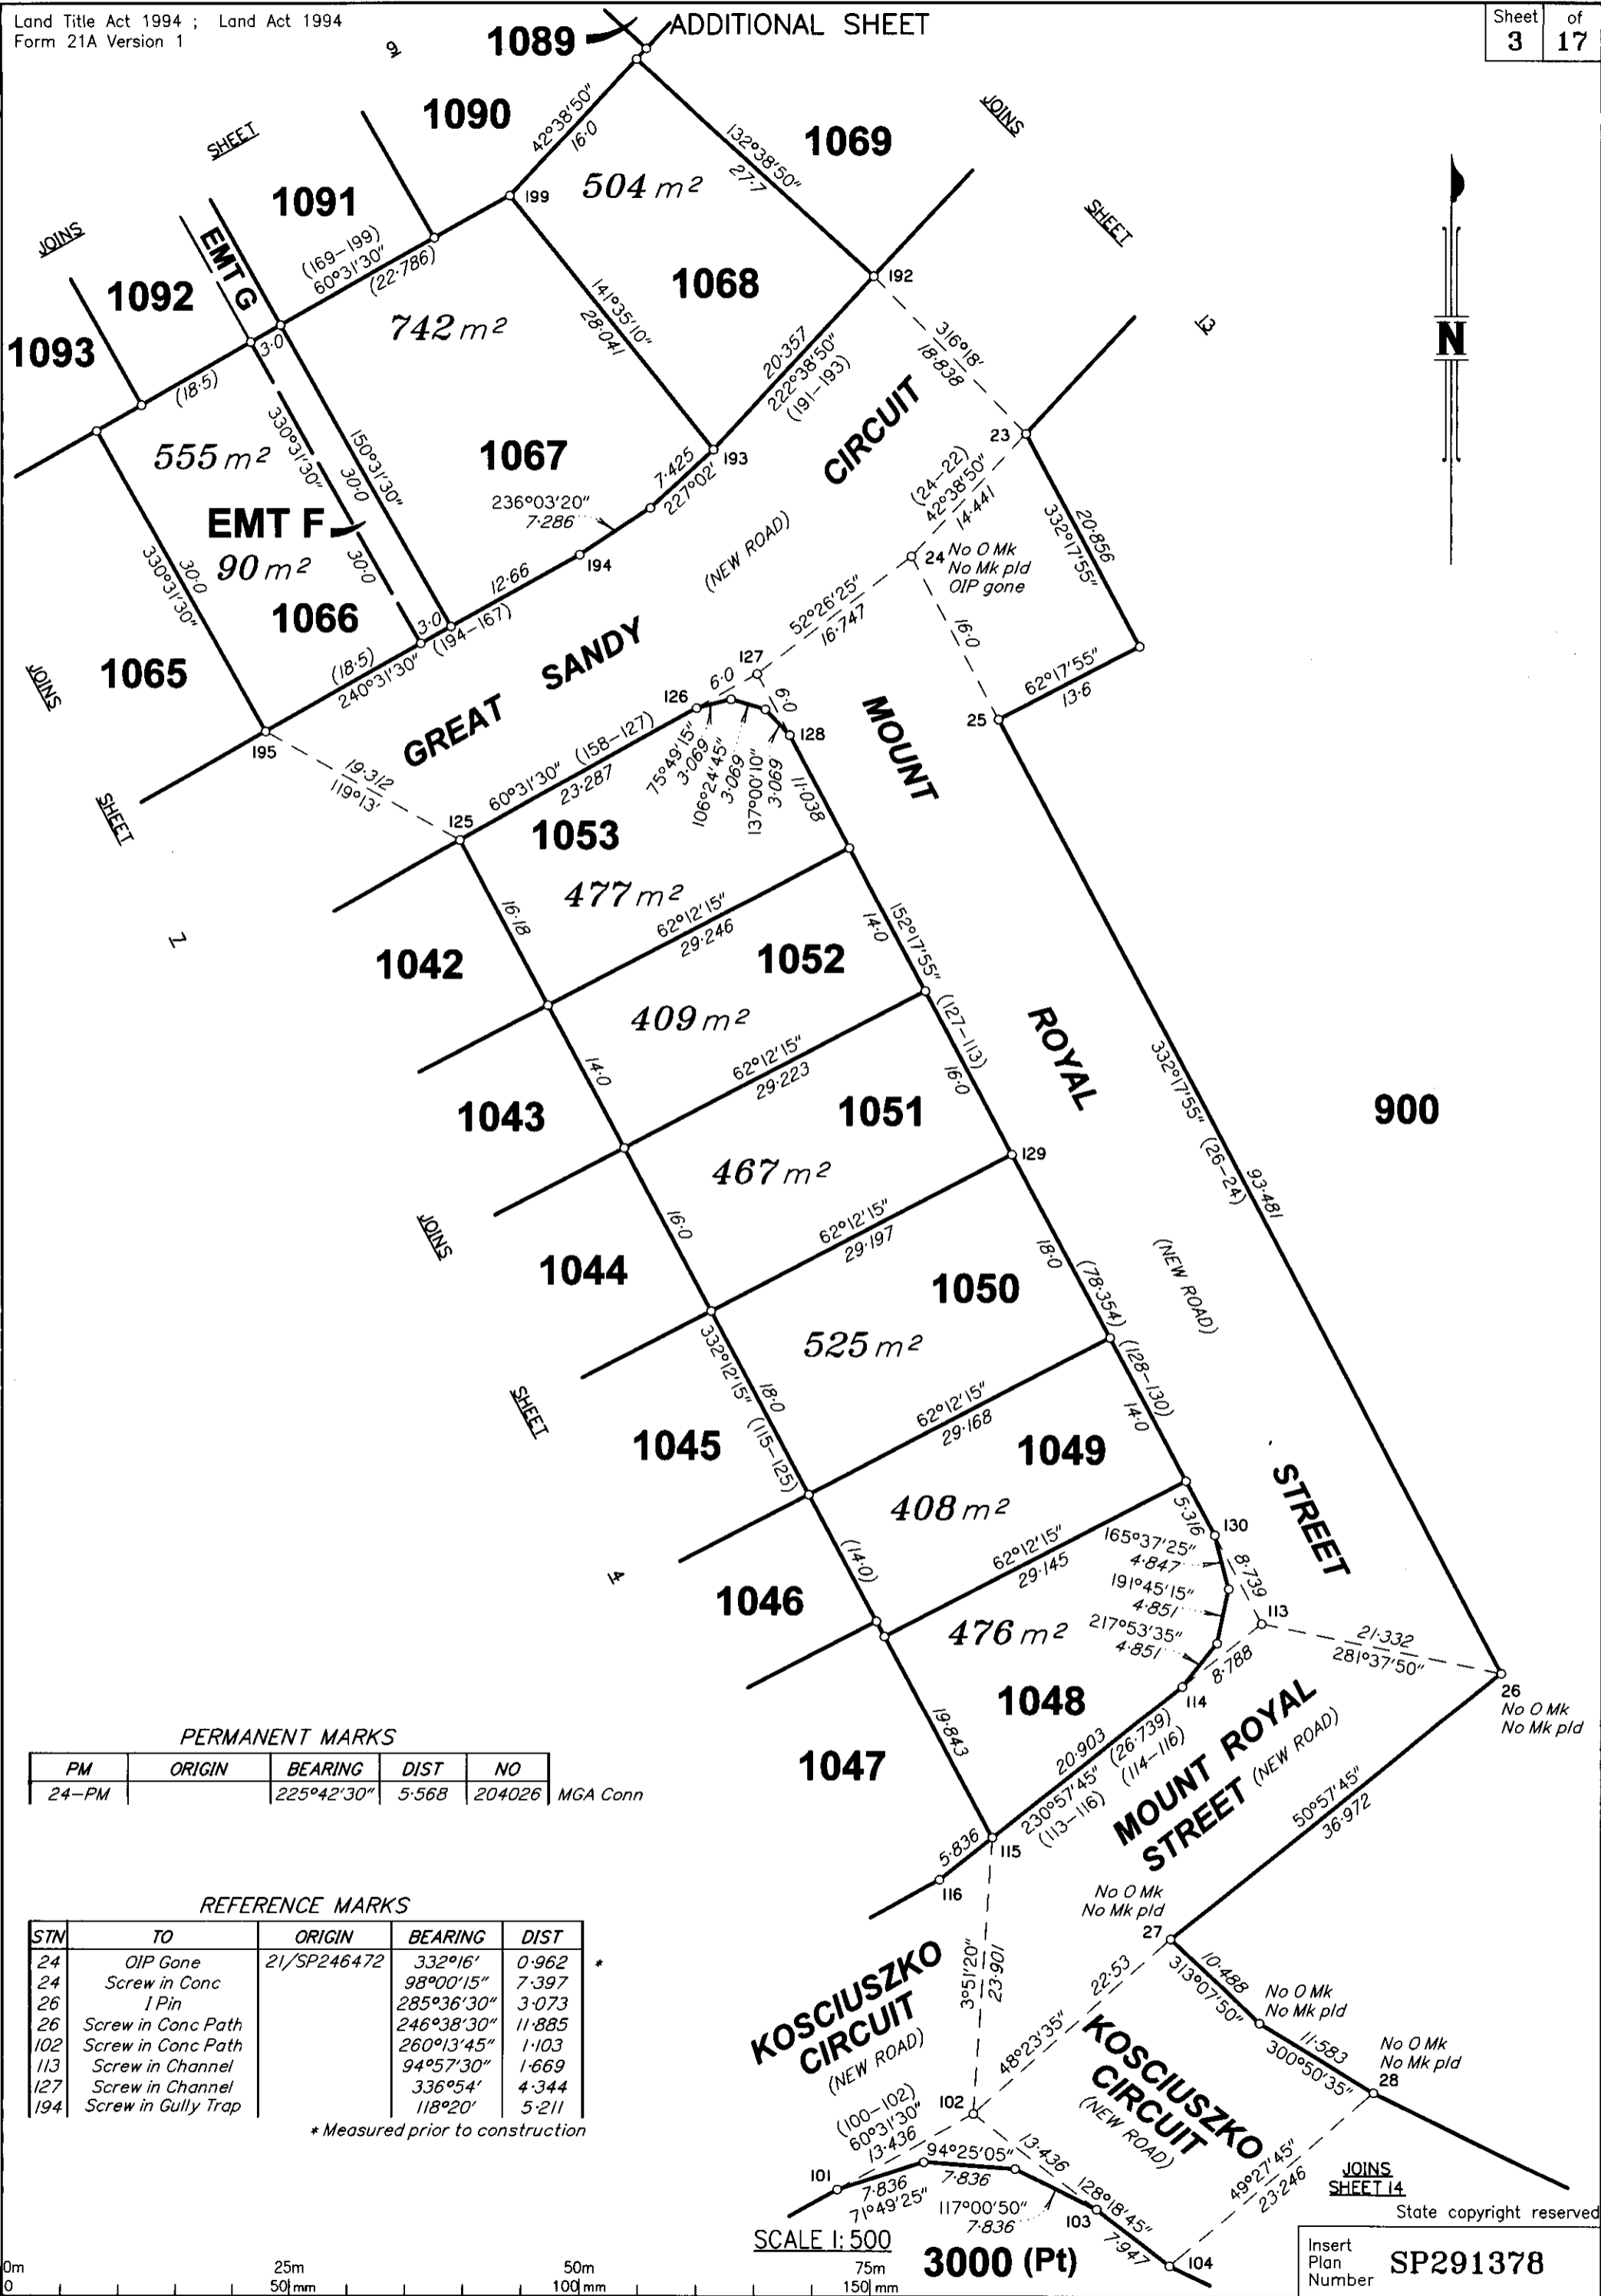 Land Title Act 1994 ; Land Act 1994
Form 21A Version 1
ADDITIONAL SHEET
Sheet 3 of 17
1089
1090
1069
1091
1092
1093
1068
1067
1066
1065
EMT G
EMT F
504 m²
742 m²
555 m²
90 m²
JOINS
SHEET
9
JOINS
SHEET
13
N
42°38'50"
16·0
132°38'50"
27·7
199
192
(169–199)
60°31'30"
(22·786)
3·0
(18·5)
141°35'10"
28·041
20·357
222°38'50"
(191–193)
193
7·425
227°02'
236°03'20"
7·286
194
12·66
(194–167)
3·0
(18·5)
240°31'30"
330°31'30"
30·0
150°31'30"
30·0
330°31'30"
30·0
195
316°18'
18·838
23
(24–22)
42°38'50"
14·441
24
No O Mk
No Mk pld
OIP gone
20·856
332°17'55"
62°17'55"
13·6
16·0
25
52°26'25"
16·747
127
6·0
6·0
126
128
GREAT SANDY CIRCUIT
(NEW ROAD)
JOINS
SHEET
1
19·312
119°13'
125
60°31'30" (158–127)
23·287
75°49'15"
3·069
106°24'45"
3·069
137°00'10"
3·069
11·038
1053
477 m²
62°12'15"
29·246
16·18
1042
1052
409 m²
62°12'15"
29·223
14·0
14·0
152°17'55" (127–113)
1043
1051
467 m²
62°12'15"
29·197
16·0
16·0
129
1044
1050
525 m²
62°12'15"
29·168
18·0
18·0
(78·354)
(128–130)
332°12'15" (115–125)
1045
1049
408 m²
62°12'15"
29·145
(14·0)
14·0
1046
1048
476 m²
1047
19·843
JOINS
SHEET
4
MOUNT ROYAL STREET
(NEW ROAD)
332°17'55" (26–24)
93·481
900
5·316
130
165°37'25"
4·847
191°45'15"
4·851
217°53'35"
4·851
8·739
113
8·788
114
21·332
281°37'50"
26
No O Mk
No Mk pld
20·903
(26·739)
230°57'45"
(114–116)
(113–116)
5·836
115
116
MOUNT ROYAL
STREET (NEW ROAD)
50°57'45"
36·972
No O Mk
No Mk pld
27
10·488
313°07'50"
No O Mk
No Mk pld
11·583
300°50'35"
No O Mk
No Mk pld
28
3°51'20"
23·901
22·53
48°23'35"
KOSCIUSZKO
CIRCUIT
(NEW ROAD)
KOSCIUSZKO
CIRCUIT
(NEW ROAD)
102
(100–102)
60°31'30"
13·436
101
7·836
71°49'25"
94°25'05"
7·836
13·436
128°18'45"
117°00'50"
7·836
103
7·947
104
49°27'45"
23·246
JOINS
SHEET 14
3000 (Pt)
PERMANENT MARKS
PM ORIGIN BEARING DIST NO
24–PM 225°42'30" 5·568 204026 MGA Conn
REFERENCE MARKS
STN TO ORIGIN BEARING DIST
24 OIP Gone 21/SP246472 332°16' 0·962 *
24 Screw in Conc 98°00'15" 7·397
26 I Pin 285°36'30" 3·073
26 Screw in Conc Path 246°38'30" 11·885
102 Screw in Conc Path 260°13'45" 1·103
113 Screw in Channel 94°57'30" 1·669
127 Screw in Channel 336°54' 4·344
194 Screw in Gully Trap 118°20' 5·211
* Measured prior to construction
SCALE 1:500
0m 25m 50m 75m
0 50 mm 100 mm 150 mm
State copyright reserved
Insert
Plan
Number
SP291378